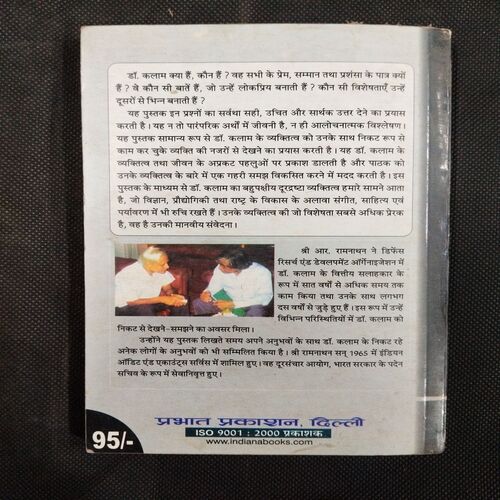 डॉ. कलाम क्या हैं, कौन हैं ? वह सभी के प्रेम, सम्मान तथा प्रशंसा के पात्र क्यों
हैं ? वे कौन सी बातें हैं, जो उन्हें लोकप्रिय बनाती हैं ? कौन सी विशेषताएँ उन्हें
दूसरों से भिन्न बनाती हैं ?
यह पुस्तक इन प्रश्नों का सर्वथा सही, उचित और सार्थक उत्तर देने का प्रयास
करती है। यह न तो पारंपरिक अर्थों में जीवनी है, न ही आलोचनात्मक विश्लेषण।
यह पुस्तक सामान्य रूप से डॉ. कलाम के व्यक्तित्व को उनके साथ निकट रूप से
काम कर चुके व्यक्ति की नजरों से देखने का प्रयास करती है। यह डॉ. कलाम के
व्यक्तित्व तथा जीवन के अप्रकट पहलुओं पर प्रकाश डालती है और पाठक को
उनके व्यक्तित्व के बारे में एक गहरी समझ विकसित करने में मदद करती है। इस
पुस्तक के माध्यम से डॉ. कलाम का बहुपक्षीय दूरद्रष्टा व्यक्तित्व हमारे सामने आता
है, जो विज्ञान, प्रौद्योगिकी तथा राष्ट्र के विकास के अलावा संगीत, साहित्य एवं
पर्यावरण में भी रुचि रखते हैं। उनके व्यक्तित्व की जो विशेषता सबसे अधिक प्रेरक
है, वह है उनकी मानवीय संवेदना।
श्री आर. रामनाथन ने डिफेंस
रिसर्च एंड डेवलपमेंट ऑर्गेनाइजेशन में
डॉ. कलाम के वित्तीय सलाहकार के
रूप में सात वर्षों से अधिक समय तक
काम किया तथा उनके साथ लगभग
दस वर्षों से जुड़े हुए हैं। इस रूप में उन्हें
विभिन्न परिस्थितियों में डॉ. कलाम को
निकट से देखने-समझने का अवसर मिला।
उन्होंने यह पुस्तक लिखते समय अपने अनुभवों के साथ डॉ. कलाम के निकट रहे
अनेक लोगों के अनुभवों को भी सम्मिलित किया है। श्री रामनाथन सन् 1965 में इंडियन
ऑडिट एंड एकाउंट्स सर्विस में शामिल हुए। वह दूरसंचार आयोग, भारत सरकार के पदेन
सचिव के रूप में सेवानिवृत्त हुए।
प्रभात प्रकाशन, दिल्ली
ISO 9001 : 2000 प्रकाशक
www.indianabooks.com
95/-